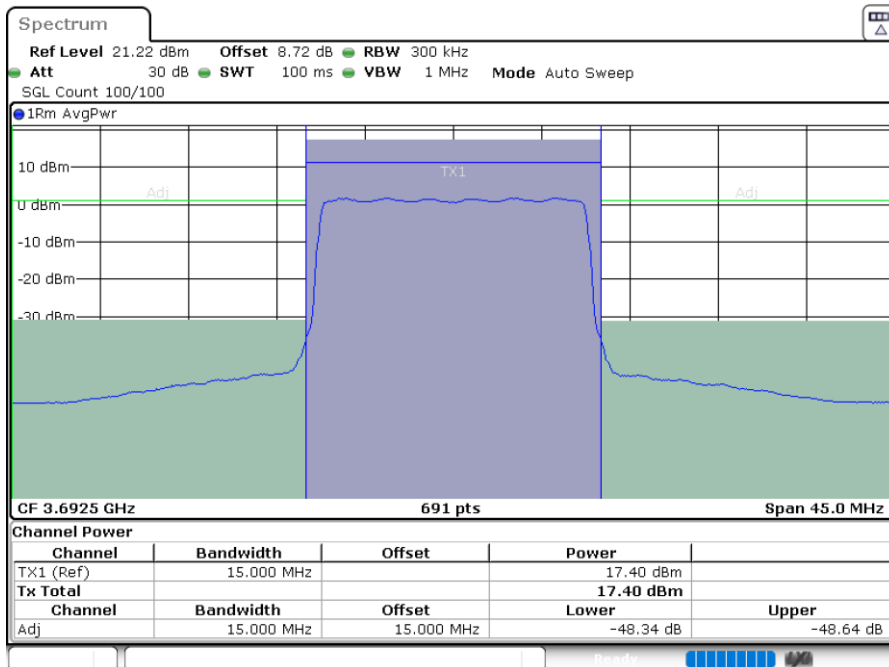 Spectrum
Ref Level 21.22 dBm Offset 8.72 dB RBW 300 kHz
Att 30 dB SWT 100 ms VBW 1 MHz Mode Auto Sweep
SGL Count 100/100
1Rm AvgPwr
10 dBm
TX1
Adj Adj
0 dBm
-10 dBm
-20 dBm
-30 dBm
CF 3.6925 GHz 691 pts Span 45.0 MHz
Channel Power
Channel Bandwidth Offset Power
TX1 (Ref) 15.000 MHz 17.40 dBm
Tx Total 17.40 dBm
Channel Bandwidth Offset Lower Upper
Adj 15.000 MHz 15.000 MHz -48.34 dB -48.64 dB
Ready